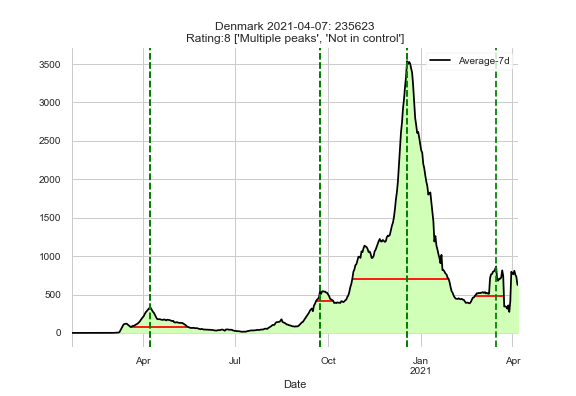 Denmark 2021-04-07: 235623
Rating:8 ['Multiple peaks', 'Not in control']
Average-7d
3500
3000
2500
2000
1500
1000
500
0
Apr
Jul
Oct
Jan
2021
Apr
Date